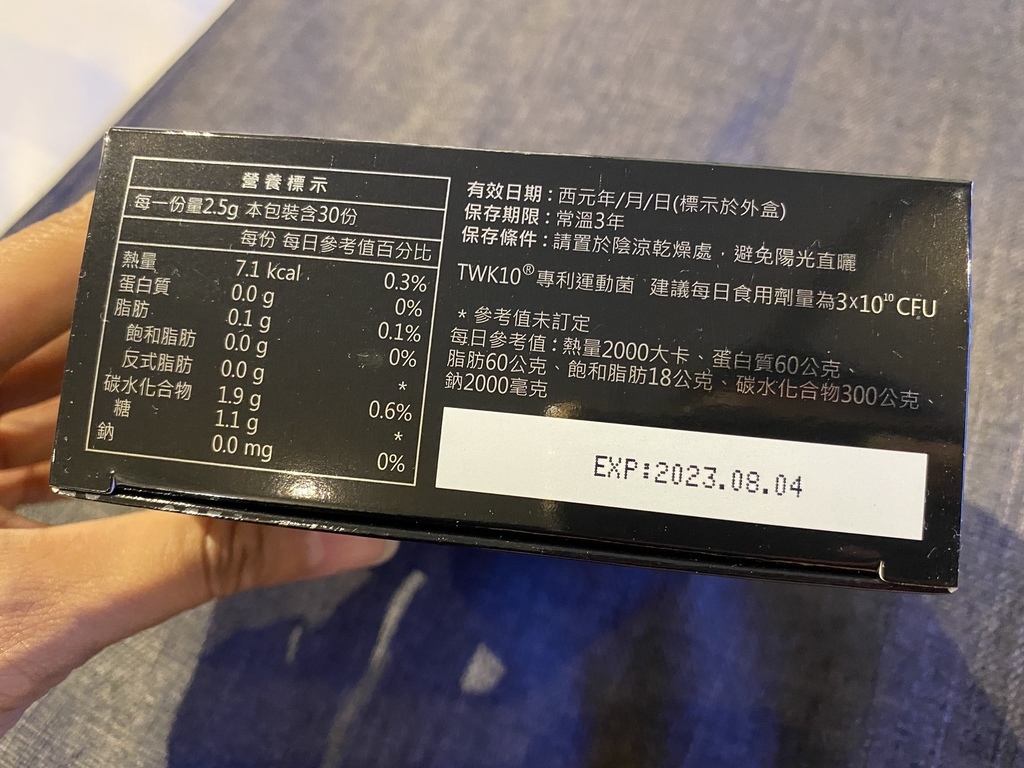 營養標示
每一份量2.5g 本包裝含30份
每份 每日參考值百分比
熱量 7.1 kcal 0.3%
蛋白質 0.0 g 0%
脂肪 0.1 g 0.1%
飽和脂肪 0.0 g 0%
反式脂肪 0.0 g *
碳水化合物 1.9 g 0.6%
糖 1.1 g *
鈉 0.0 mg 0%
有效日期：西元年/月/日(標示於外盒)
保存期限：常溫3年
保存條件：請置於陰涼乾燥處，避免陽光直曬
TWK10® 專利運動菌 建議每日食用劑量為3x10¹⁰ CFU
* 參考值未訂定
每日參考值：熱量2000大卡、蛋白質60公克、
脂肪60公克、飽和脂肪18公克、碳水化合物300公克、
鈉2000毫克
EXP:2023.08.04